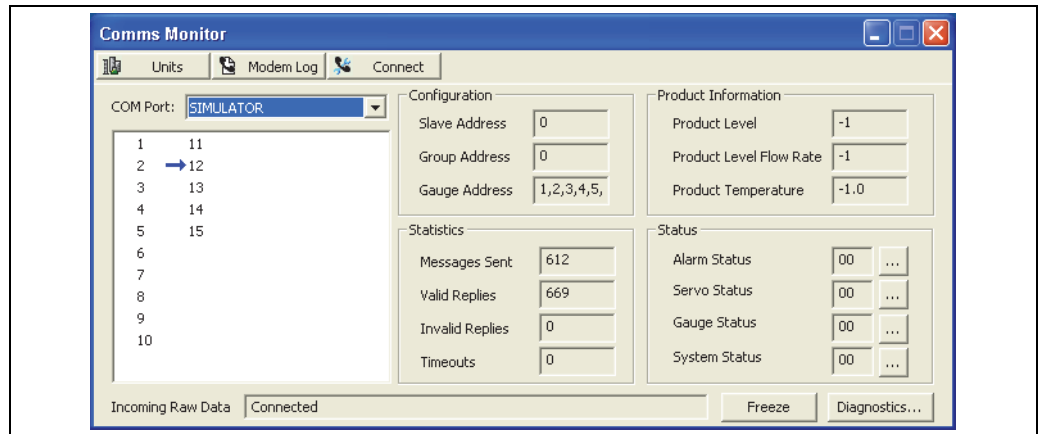 Comms Monitor
Units Modem Log Connect
COM Port: SIMULATOR
1 11
2 12
3 13
4 14
5 15
6
7
8
9
10
Configuration
Slave Address 0
Group Address 0
Gauge Address 1,2,3,4,5,
Product Information
Product Level -1
Product Level Flow Rate -1
Product Temperature -1.0
Statistics
Messages Sent 612
Valid Replies 669
Invalid Replies 0
Timeouts 0
Status
Alarm Status 00 ...
Servo Status 00 ...
Gauge Status 00 ...
System Status 00 ...
Incoming Raw Data Connected Freeze Diagnostics...